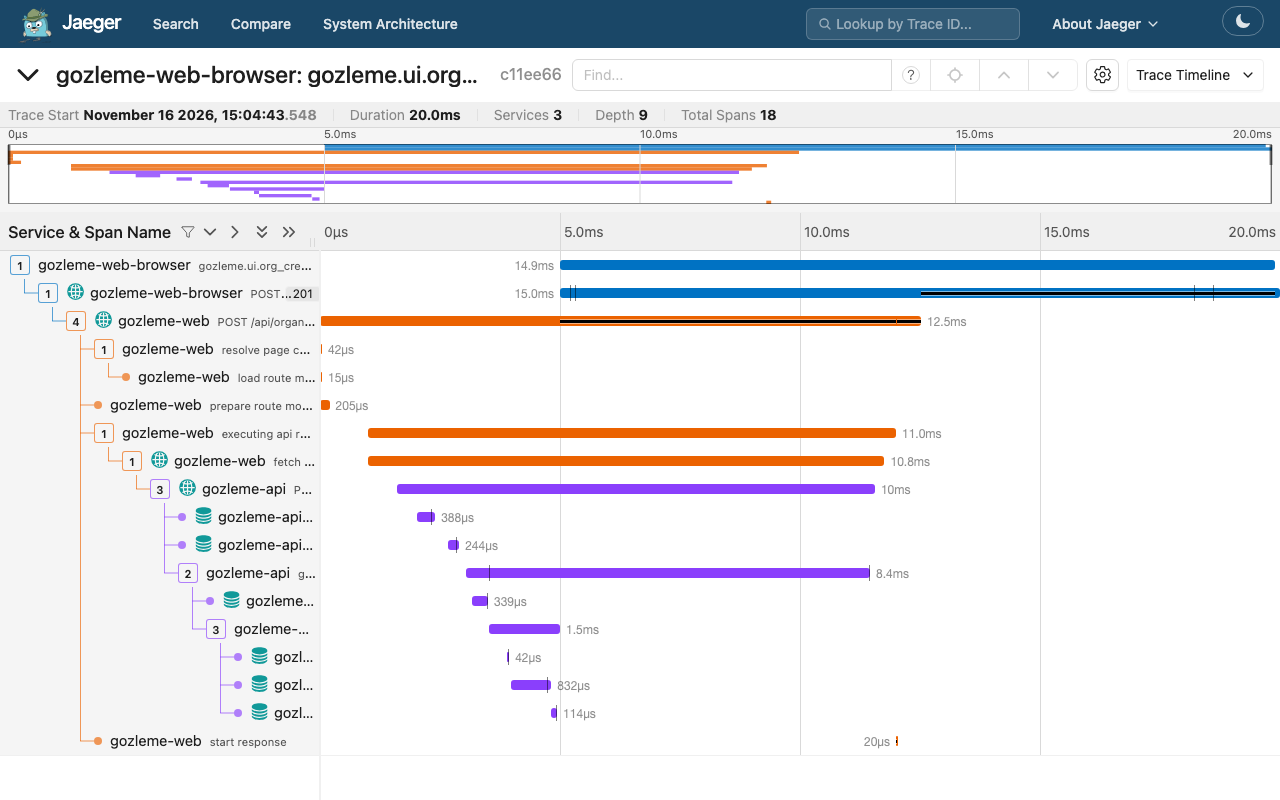 Jaeger Search Compare System Architecture Lookup by Trace ID... About Jaeger
gozleme-web-browser: gozleme.ui.org... c11ee66 Find... ? Trace Timeline
Trace Start November 16 2026, 15:04:43.548 Duration 20.0ms Services 3 Depth 9 Total Spans 18
0μs 5.0ms 10.0ms 15.0ms 20.0ms
Service & Span Name 0μs 5.0ms 10.0ms 15.0ms 20.0ms
1 gozleme-web-browser gozleme.ui.org_cre... 14.9ms
1 gozleme-web-browser POST...201 15.0ms
4 gozleme-web POST /api/organ... 12.5ms
1 gozleme-web resolve page c... 42μs
gozleme-web load route m... 15μs
gozleme-web prepare route mo... 205μs
1 gozleme-web executing api r... 11.0ms
1 gozleme-web fetch ... 10.8ms
3 gozleme-api P... 10ms
gozleme-api... 388μs
gozleme-api... 244μs
2 gozleme-api g... 8.4ms
gozleme... 339μs
3 gozleme-... 1.5ms
gozl... 42μs
gozl... 832μs
gozl... 114μs
gozleme-web start response 20μs